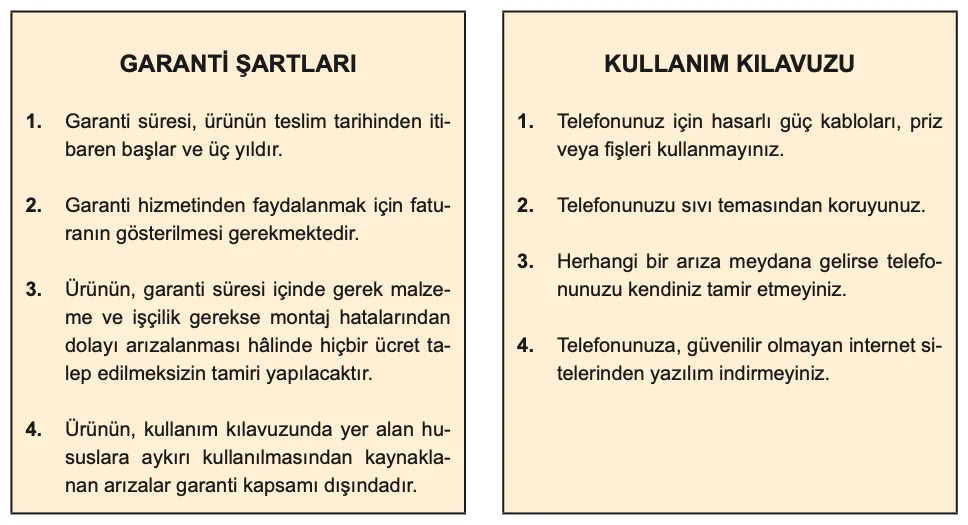 GARANTİ ŞARTLARI
1. Garanti süresi, ürünün teslim tarihinden iti-
baren başlar ve üç yıldır.
2. Garanti hizmetinden faydalanmak için fatu-
ranın gösterilmesi gerekmektedir.
3. Ürünün, garanti süresi içinde gerek malze-
me ve işçilik gerekse montaj hatalarından
dolayı arızalanması hâlinde hiçbir ücret ta-
lep edilmeksizin tamiri yapılacaktır.
4. Ürünün, kullanım kılavuzunda yer alan hu-
suslara aykırı kullanılmasından kaynakla-
nan arızalar garanti kapsamı dışındadır.
KULLANIM KILAVUZU
1. Telefonunuz için hasarlı güç kabloları, priz
veya fişleri kullanmayınız.
2. Telefonunuzu sıvı temasından koruyunuz.
3. Herhangi bir arıza meydana gelirse telefo-
nunuzu kendiniz tamir etmeyiniz.
4. Telefonunuza, güvenilir olmayan internet si-
telerinden yazılım indirmeyiniz.